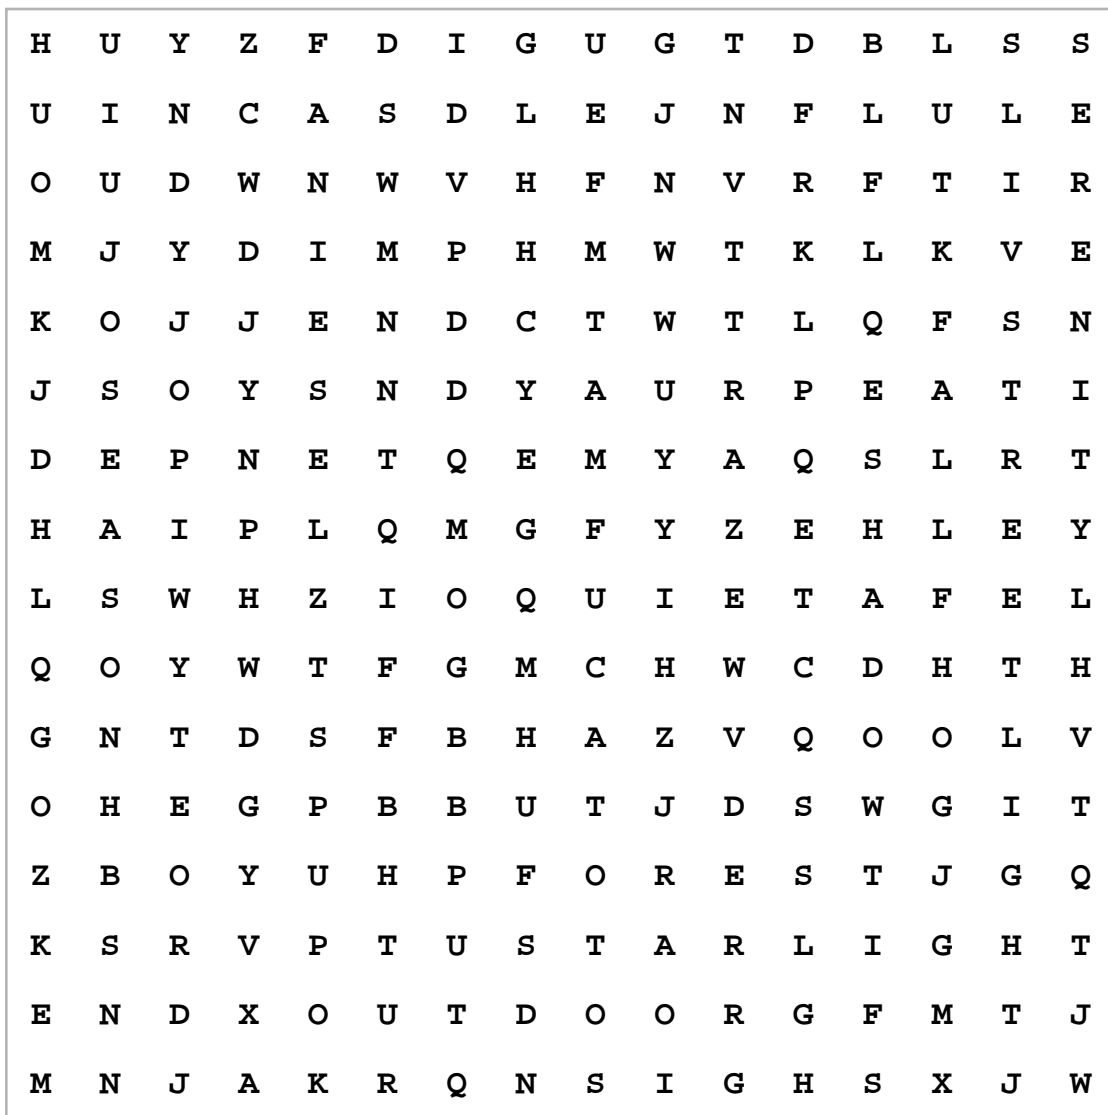 H U Y Z F D I G U G T D B L S S
U I N C A S D L E J N F L U L E
O U D W N W V H F N V R F T I R
M J Y D I M P H M W T K L K V E
K O J J E N D C T W T L Q F S N
J S O Y S N D Y A U R P E A T I
D E P N E T Q E M Y A Q S L R T
H A I P L Q M G F Y Z E H L E Y
L S W H Z I O Q U I E T A F E L
Q O Y W T F G M C H W C D H T H
G N T D S F B H A Z V Q O O L V
O H E G P B B U T J D S W G I T
Z B O Y U H P F O R E S T J G Q
K S R V P T U S T A R L I G H T
E N D X O U T D O O R G F M T J
M N J A K R Q N S I G H S X J W